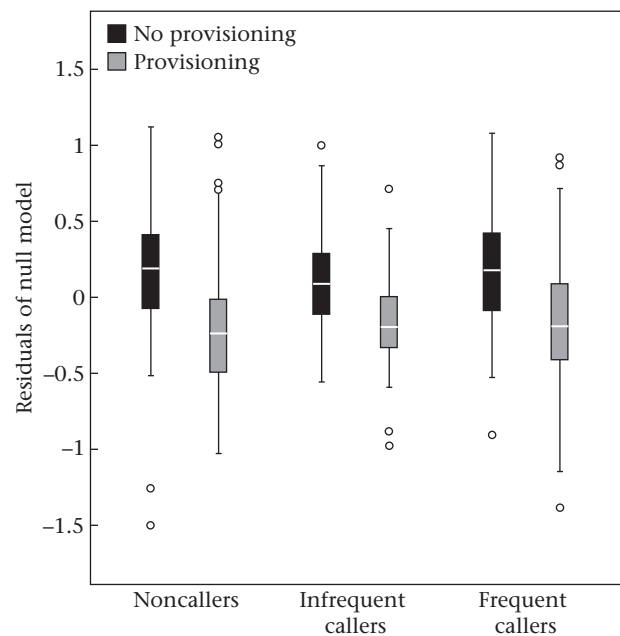 No provisioning
Provisioning
1.5
1
0.5
0
−0.5
−1
−1.5
Residuals of null model
Noncallers
Infrequent
callers
Frequent
callers